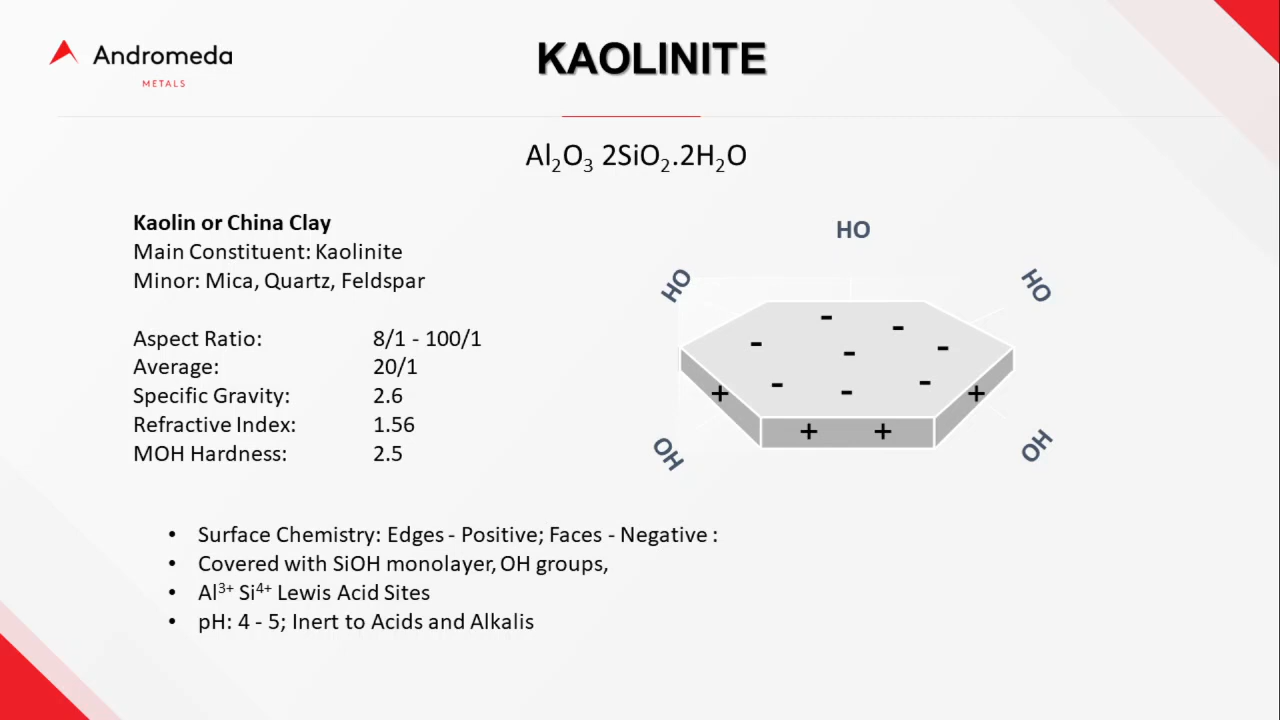 Andromeda
METALS
KAOLINITE
Al₂O₃ 2SiO₂.2H₂O
Kaolin or China Clay
Main Constituent: Kaolinite
Minor: Mica, Quartz, Feldspar
Aspect Ratio: 8/1 - 100/1
Average: 20/1
Specific Gravity: 2.6
Refractive Index: 1.56
MOH Hardness: 2.5
HO
HO
HO
- - - - - - - - -
+ + + +
OH
OH
• Surface Chemistry: Edges - Positive; Faces - Negative :
• Covered with SiOH monolayer, OH groups,
• Al³⁺ Si⁴⁺ Lewis Acid Sites
• pH: 4 - 5; Inert to Acids and Alkalis